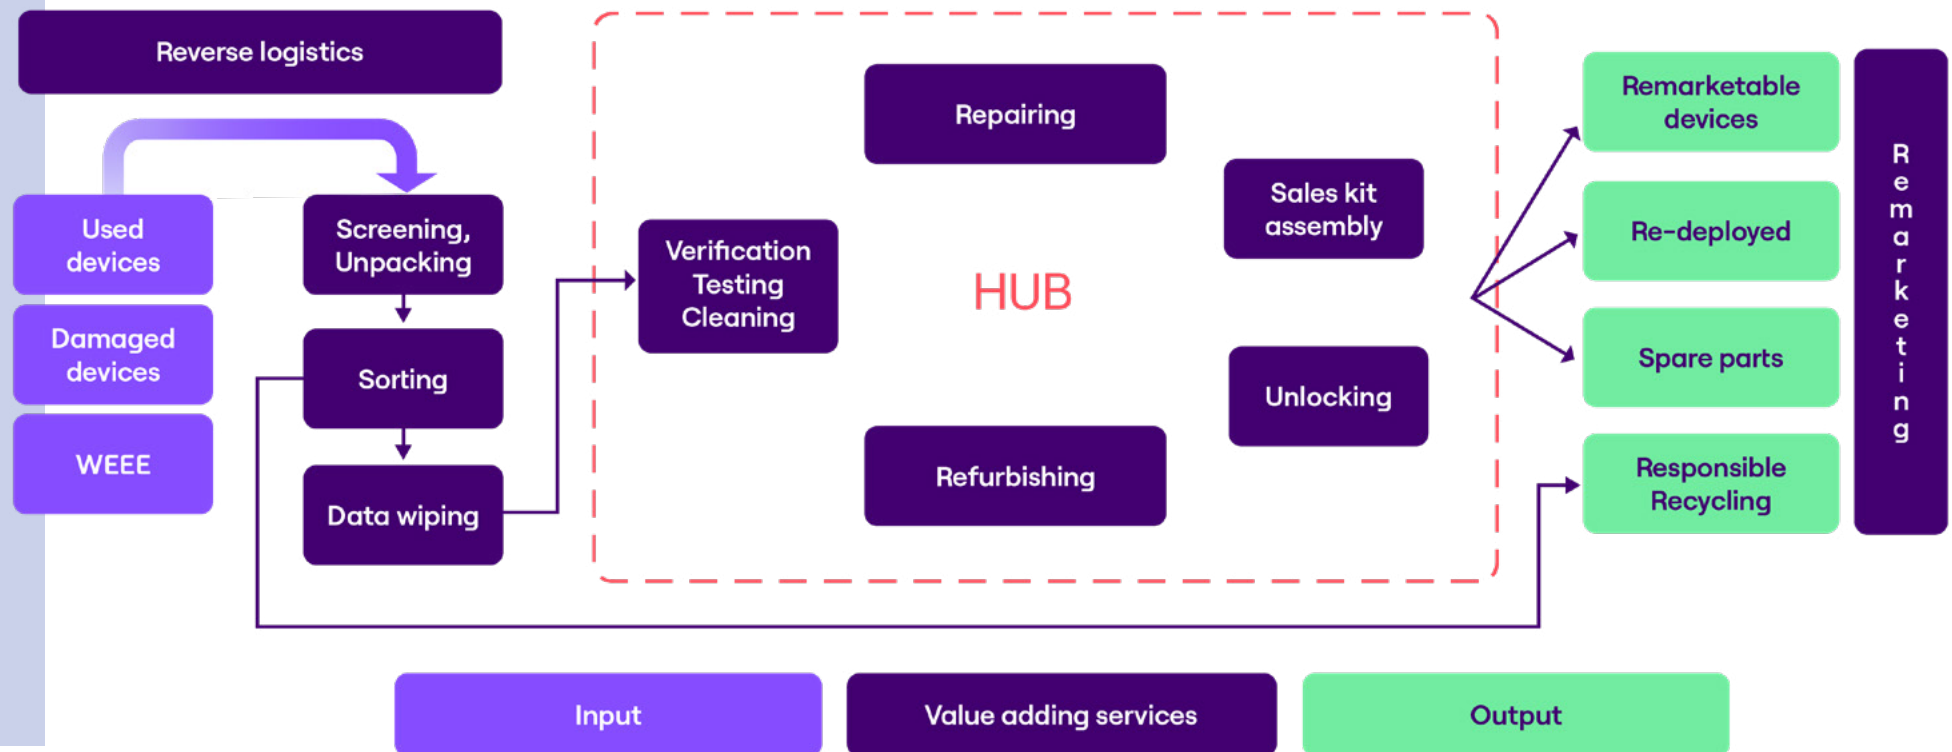 Reverse logistics
Used
devices
Damaged
devices
WEEE
Screening,
Unpacking
Sorting
Data wiping
Verification
Testing
Cleaning
Repairing
HUB
Refurbishing
Sales kit
assembly
Unlocking
Remarketable
devices
Re-deployed
Spare parts
Responsible
Recycling
Remarketing
Input
Value adding services
Output